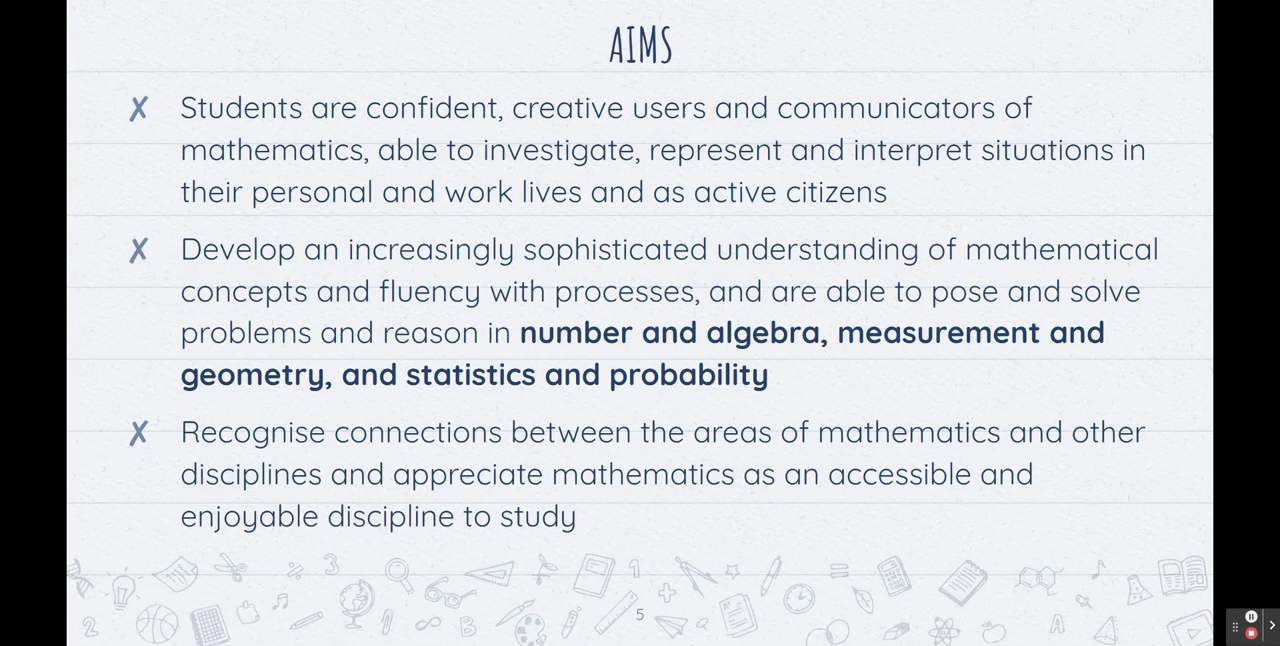 AIMS
✗ Students are confident, creative users and communicators of
mathematics, able to investigate, represent and interpret situations in
their personal and work lives and as active citizens
✗ Develop an increasingly sophisticated understanding of mathematical
concepts and fluency with processes, and are able to pose and solve
problems and reason in number and algebra, measurement and
geometry, and statistics and probability
✗ Recognise connections between the areas of mathematics and other
disciplines and appreciate mathematics as an accessible and
enjoyable discipline to study
3
1
5
2
B
A